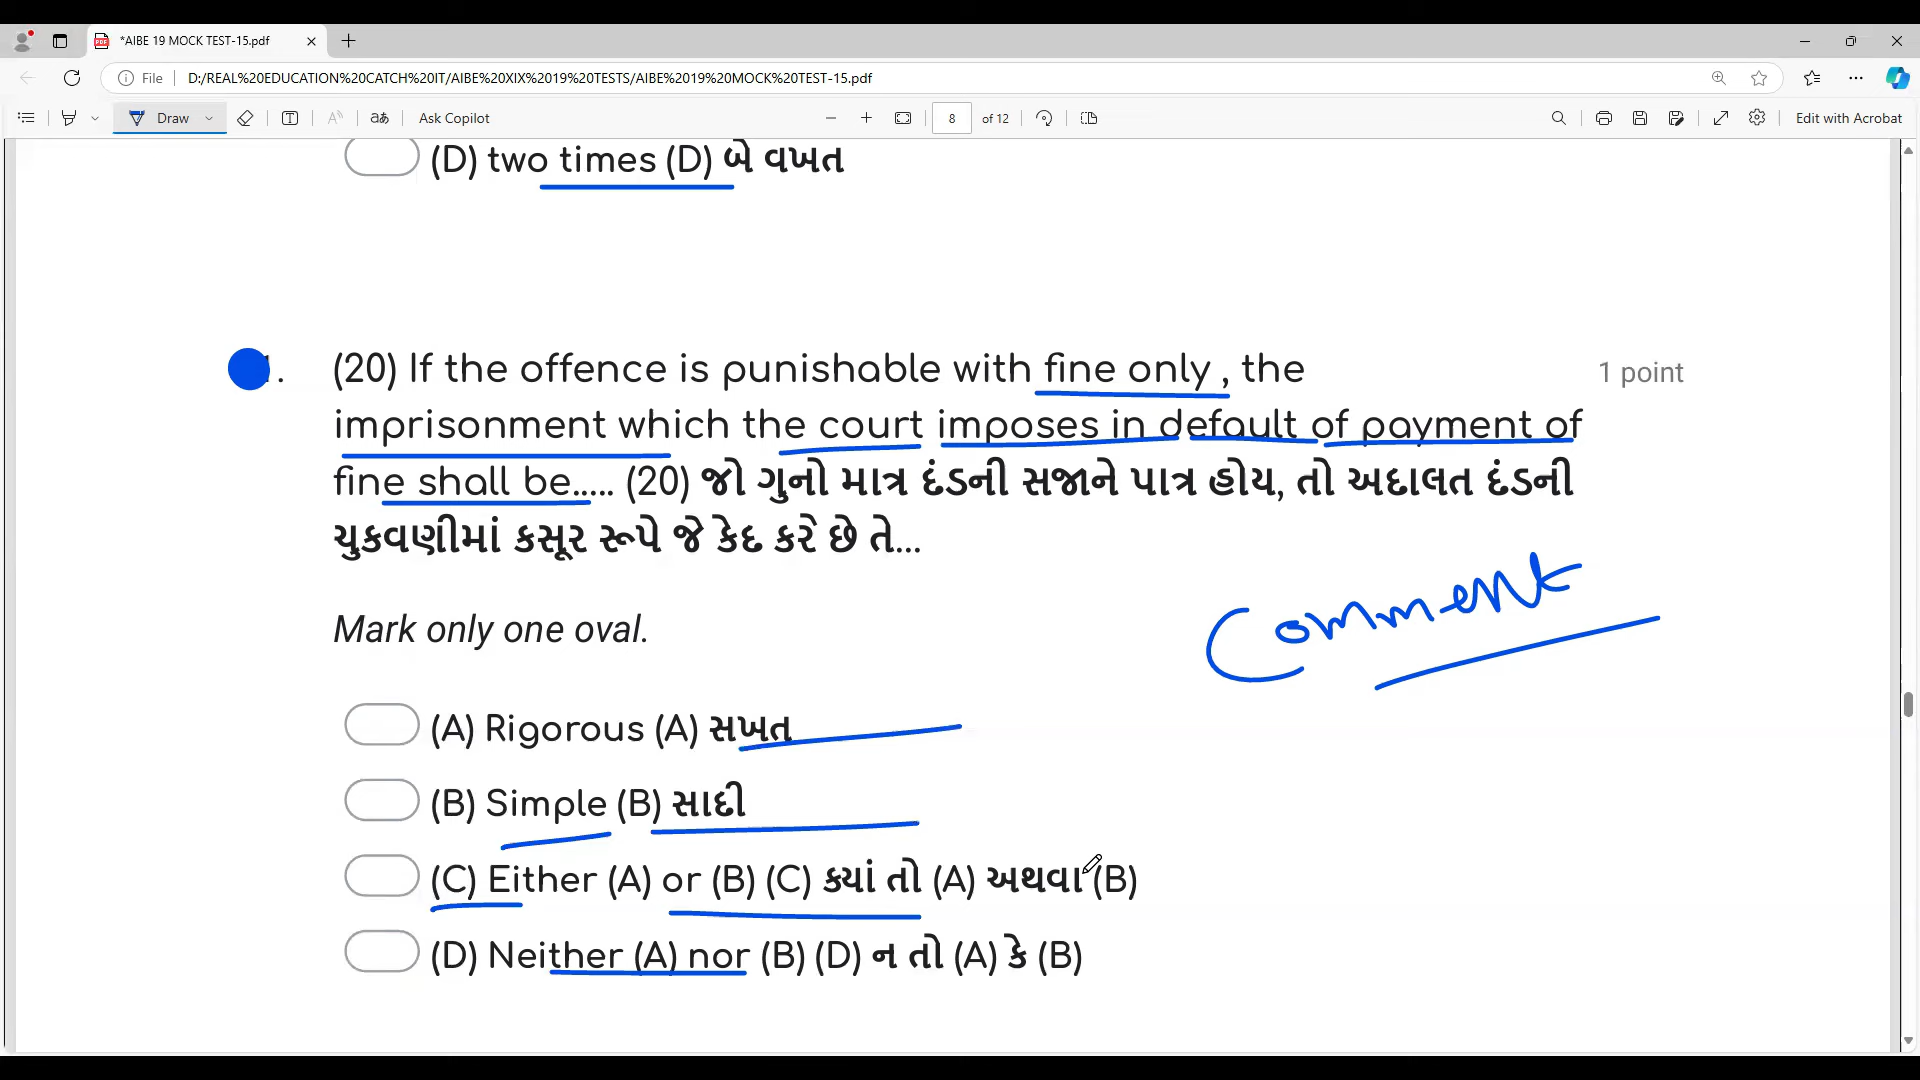 *AIBE 19 MOCK TEST-15.pdf
File D:/REAL%20EDUCATION%20CATCH%20IT/AIBE%20XIX%2019%20TESTS/AIBE%2019%20MOCK%20TEST-15.pdf
Draw aあ Ask Copilot 8 of 12 Edit with Acrobat
(D) two times (D) બે વખત
1. (20) If the offence is punishable with fine only , the 1 point
imprisonment which the court imposes in default of payment of
fine shall be..... (20) જો ગુનો માત્ર દંડની સજાને પાત્ર હોય, તો અદાલત દંડની
ચુકવણીમાં કસૂર રૂપે જે કેદ કરે છે તે...
Comment
Mark only one oval.
(A) Rigorous (A) સખત
(B) Simple (B) સાદી
(C) Either (A) or (B) (C) ક્યાં તો (A) અથવા (B)
(D) Neither (A) nor (B) (D) ન તો (A) કે (B)